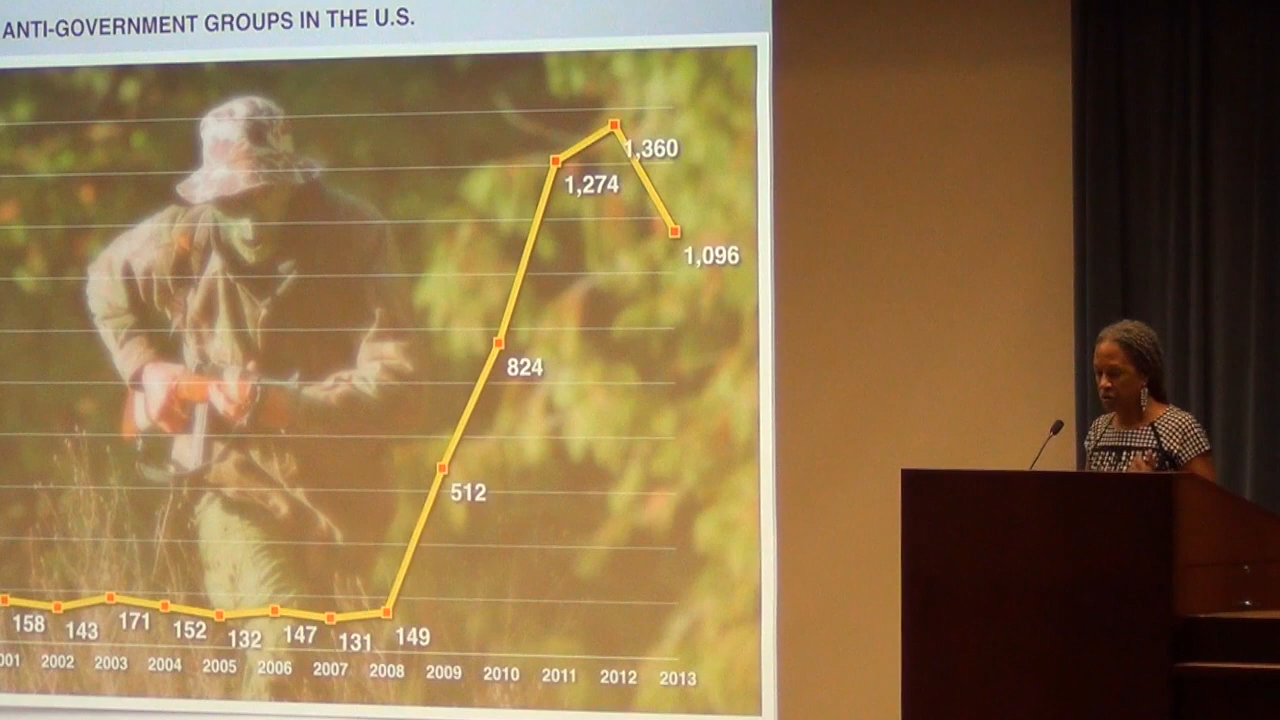 ANTI-GOVERNMENT GROUPS IN THE U.S.
1,360
1,274
1,096
824
512
158 143 171 152 132 147 131 149
001 2002 2003 2004 2005 2006 2007 2008 2009 2010 2011 2012 2013